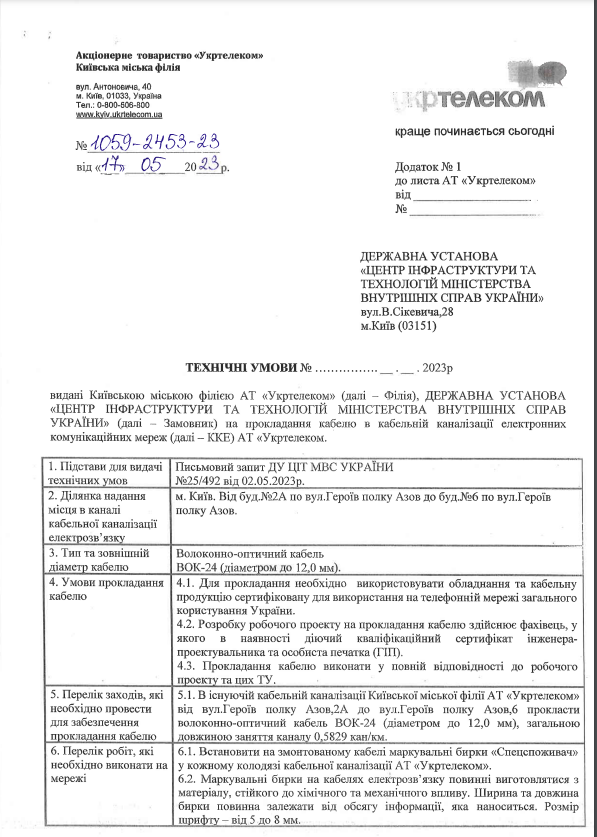 Акціонерне товариство «Укртелеком»
Київська міська філія
вул. Антоновича, 40
м. Київ, 01033, Україна
Тел.: 0-800-506-800
www.kyiv.ukrtelecom.ua
№ 1059-2453-23
від «17» 05 2023р.
укртелеком
краще починається сьогодні
Додаток № 1
до листа АТ «Укртелеком»
від
№
ДЕРЖАВНА УСТАНОВА
«ЦЕНТР ІНФРАСТРУКТУРИ ТА
ТЕХНОЛОГІЙ МІНІСТЕРСТВА
ВНУТРІШНІХ СПРАВ УКРАЇНИ»
вул.В.Сікевича,28
м.Київ (03151)
ТЕХНІЧНІ УМОВИ № ................ __ . __ . 2023р
видані Київською міською філією АТ «Укртелеком» (далі – Філія), ДЕРЖАВНА УСТАНОВА
«ЦЕНТР ІНФРАСТРУКТУРИ ТА ТЕХНОЛОГІЙ МІНІСТЕРСТВА ВНУТРІШНІХ СПРАВ
УКРАЇНИ» (далі – Замовник) на прокладання кабелю в кабельній каналізації електронних
комунікаційних мереж (далі – ККЕ) АТ «Укртелеком.
1. Підстави для видачі
технічних умов
Письмовий запит ДУ ЦІТ МВС УКРАЇНИ
№25/492 від 02.05.2023р.
2. Ділянка надання
місця в каналі
кабельної каналізації
електрозв’язку
м. Київ. Від буд.№2А по вул.Героїв полку Азов до буд.№6 по вул.Героїв
полку Азов.
3. Тип та зовнішній
діаметр кабелю
Волоконно-оптичний кабель
ВОК-24 (діаметром до 12,0 мм).
4. Умови прокладання
кабелю
4.1. Для прокладання необхідно використовувати обладнання та кабельну
продукцію сертифіковану для використання на телефонній мережі загального
користування України.
4.2. Розробку робочого проекту на прокладання кабелю здійснює фахівець, у
якого в наявності діючий кваліфікаційний сертифікат інженера-
проектувальника та особиста печатка (ГІП).
4.3. Прокладання кабелю виконати у повній відповідності до робочого
проекту та цих ТУ.
5. Перелік заходів, які
необхідно провести
для забезпечення
прокладання кабелю
5.1. В існуючій кабельній каналізації Київської міської філії АТ «Укртелеком»
від вул.Героїв полку Азов,2А до вул.Героїв полку Азов,6 прокласти
волоконно-оптичний кабель ВОК-24 (діаметром до 12,0 мм), загальною
довжиною заняття каналу 0,5829 кан/км.
6. Перелік робіт, які
необхідно виконати на
мережі
6.1. Встановити на змонтованому кабелі маркувальні бирки «Спецспоживач»
у кожному колодязі кабельної каналізації АТ «Укртелеком».
6.2. Маркувальні бирки на кабелях електрозв’язку повинні виготовлятися з
матеріалу, стійкого до хімічного та механічного впливу. Ширина та довжина
бирки повинна залежати від обсягу інформації, яка наноситься. Розмір
шрифту – від 5 до 8 мм.